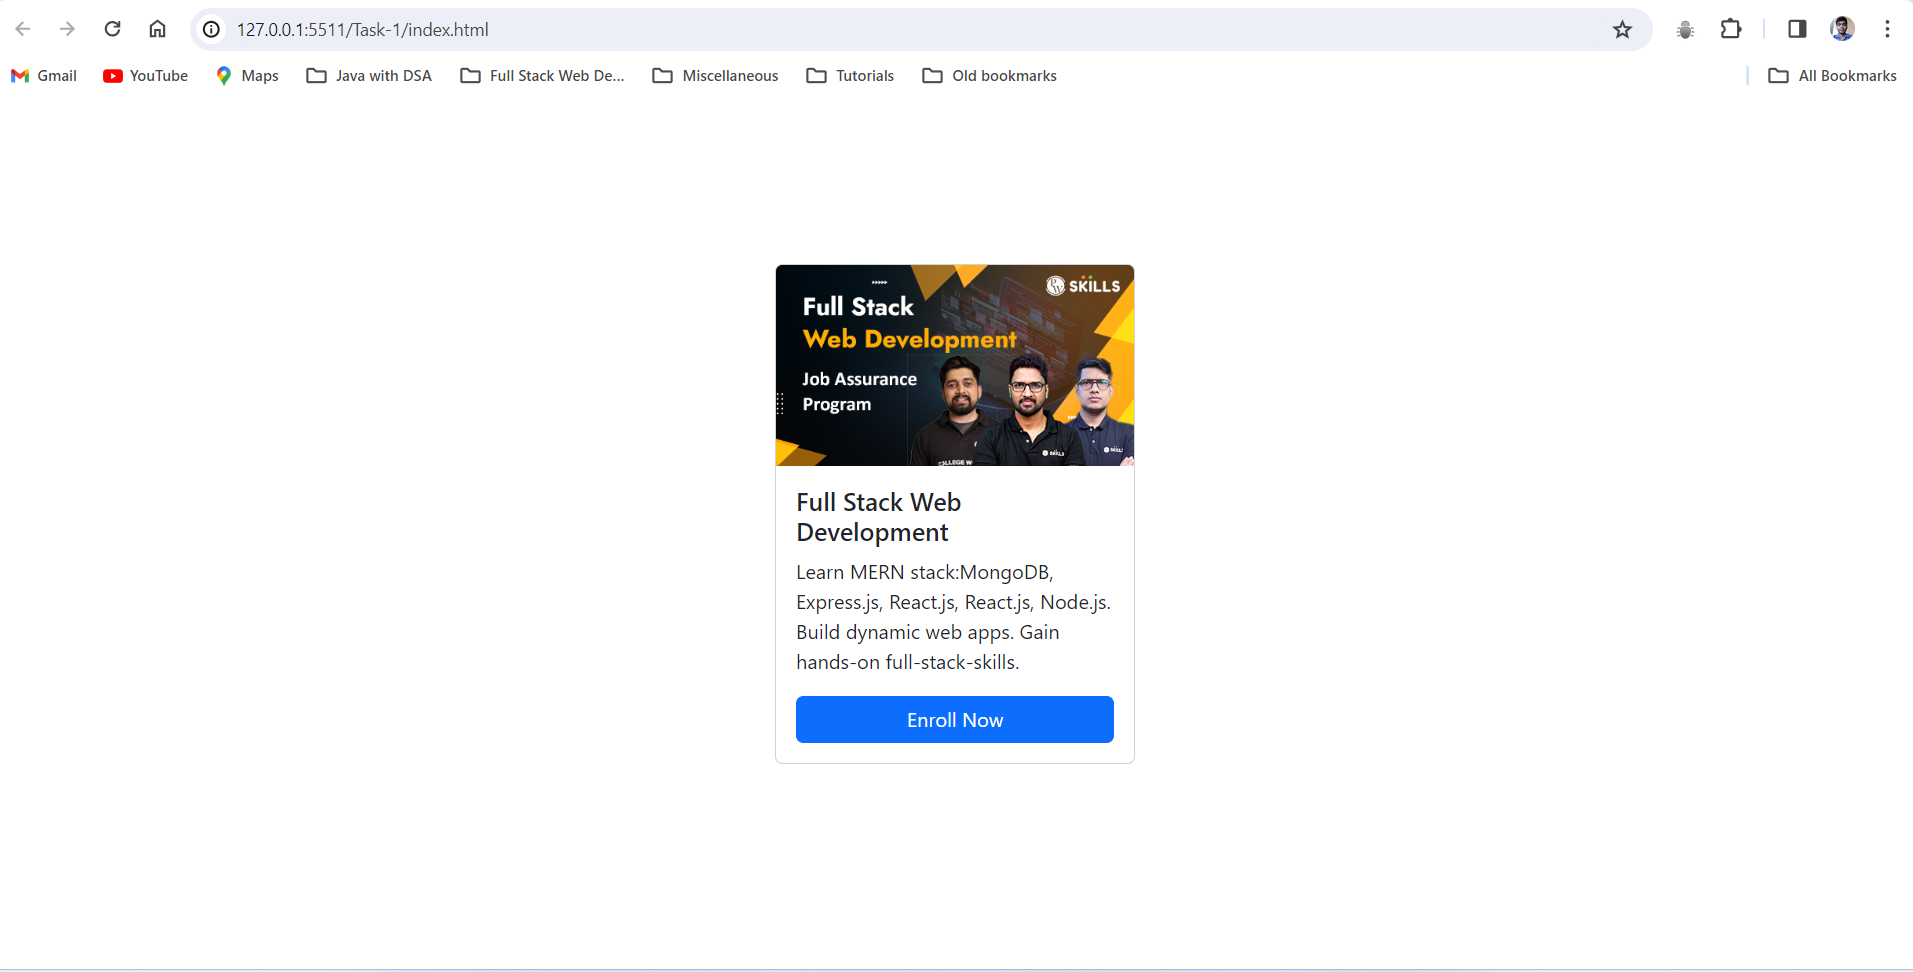 127.0.0.1:5511/Task-1/index.html
Gmail YouTube Maps Java with DSA Full Stack Web De... Miscellaneous Tutorials Old bookmarks All Bookmarks
PW SKILLS
Full Stack
Web Development
Job Assurance
Program
SKILLS
Full Stack Web
Development
Learn MERN stack:MongoDB,
Express.js, React.js, React.js, Node.js.
Build dynamic web apps. Gain
hands-on full-stack-skills.
Enroll Now